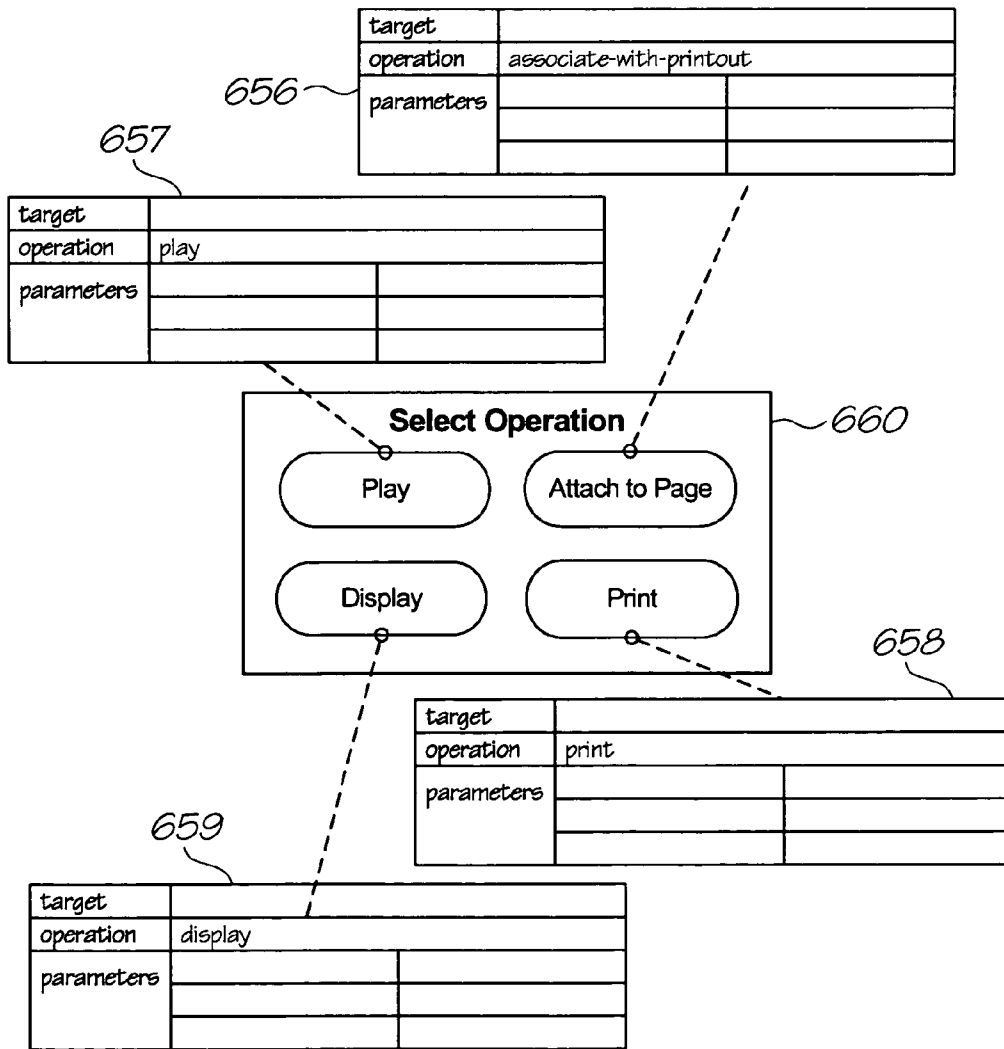 target
operation associate-with-printout
parameters
656
657
target
operation play
parameters
Select Operation
660
Play Attach to Page
Display Print
658
target
operation print
parameters
659
target
operation display
parameters